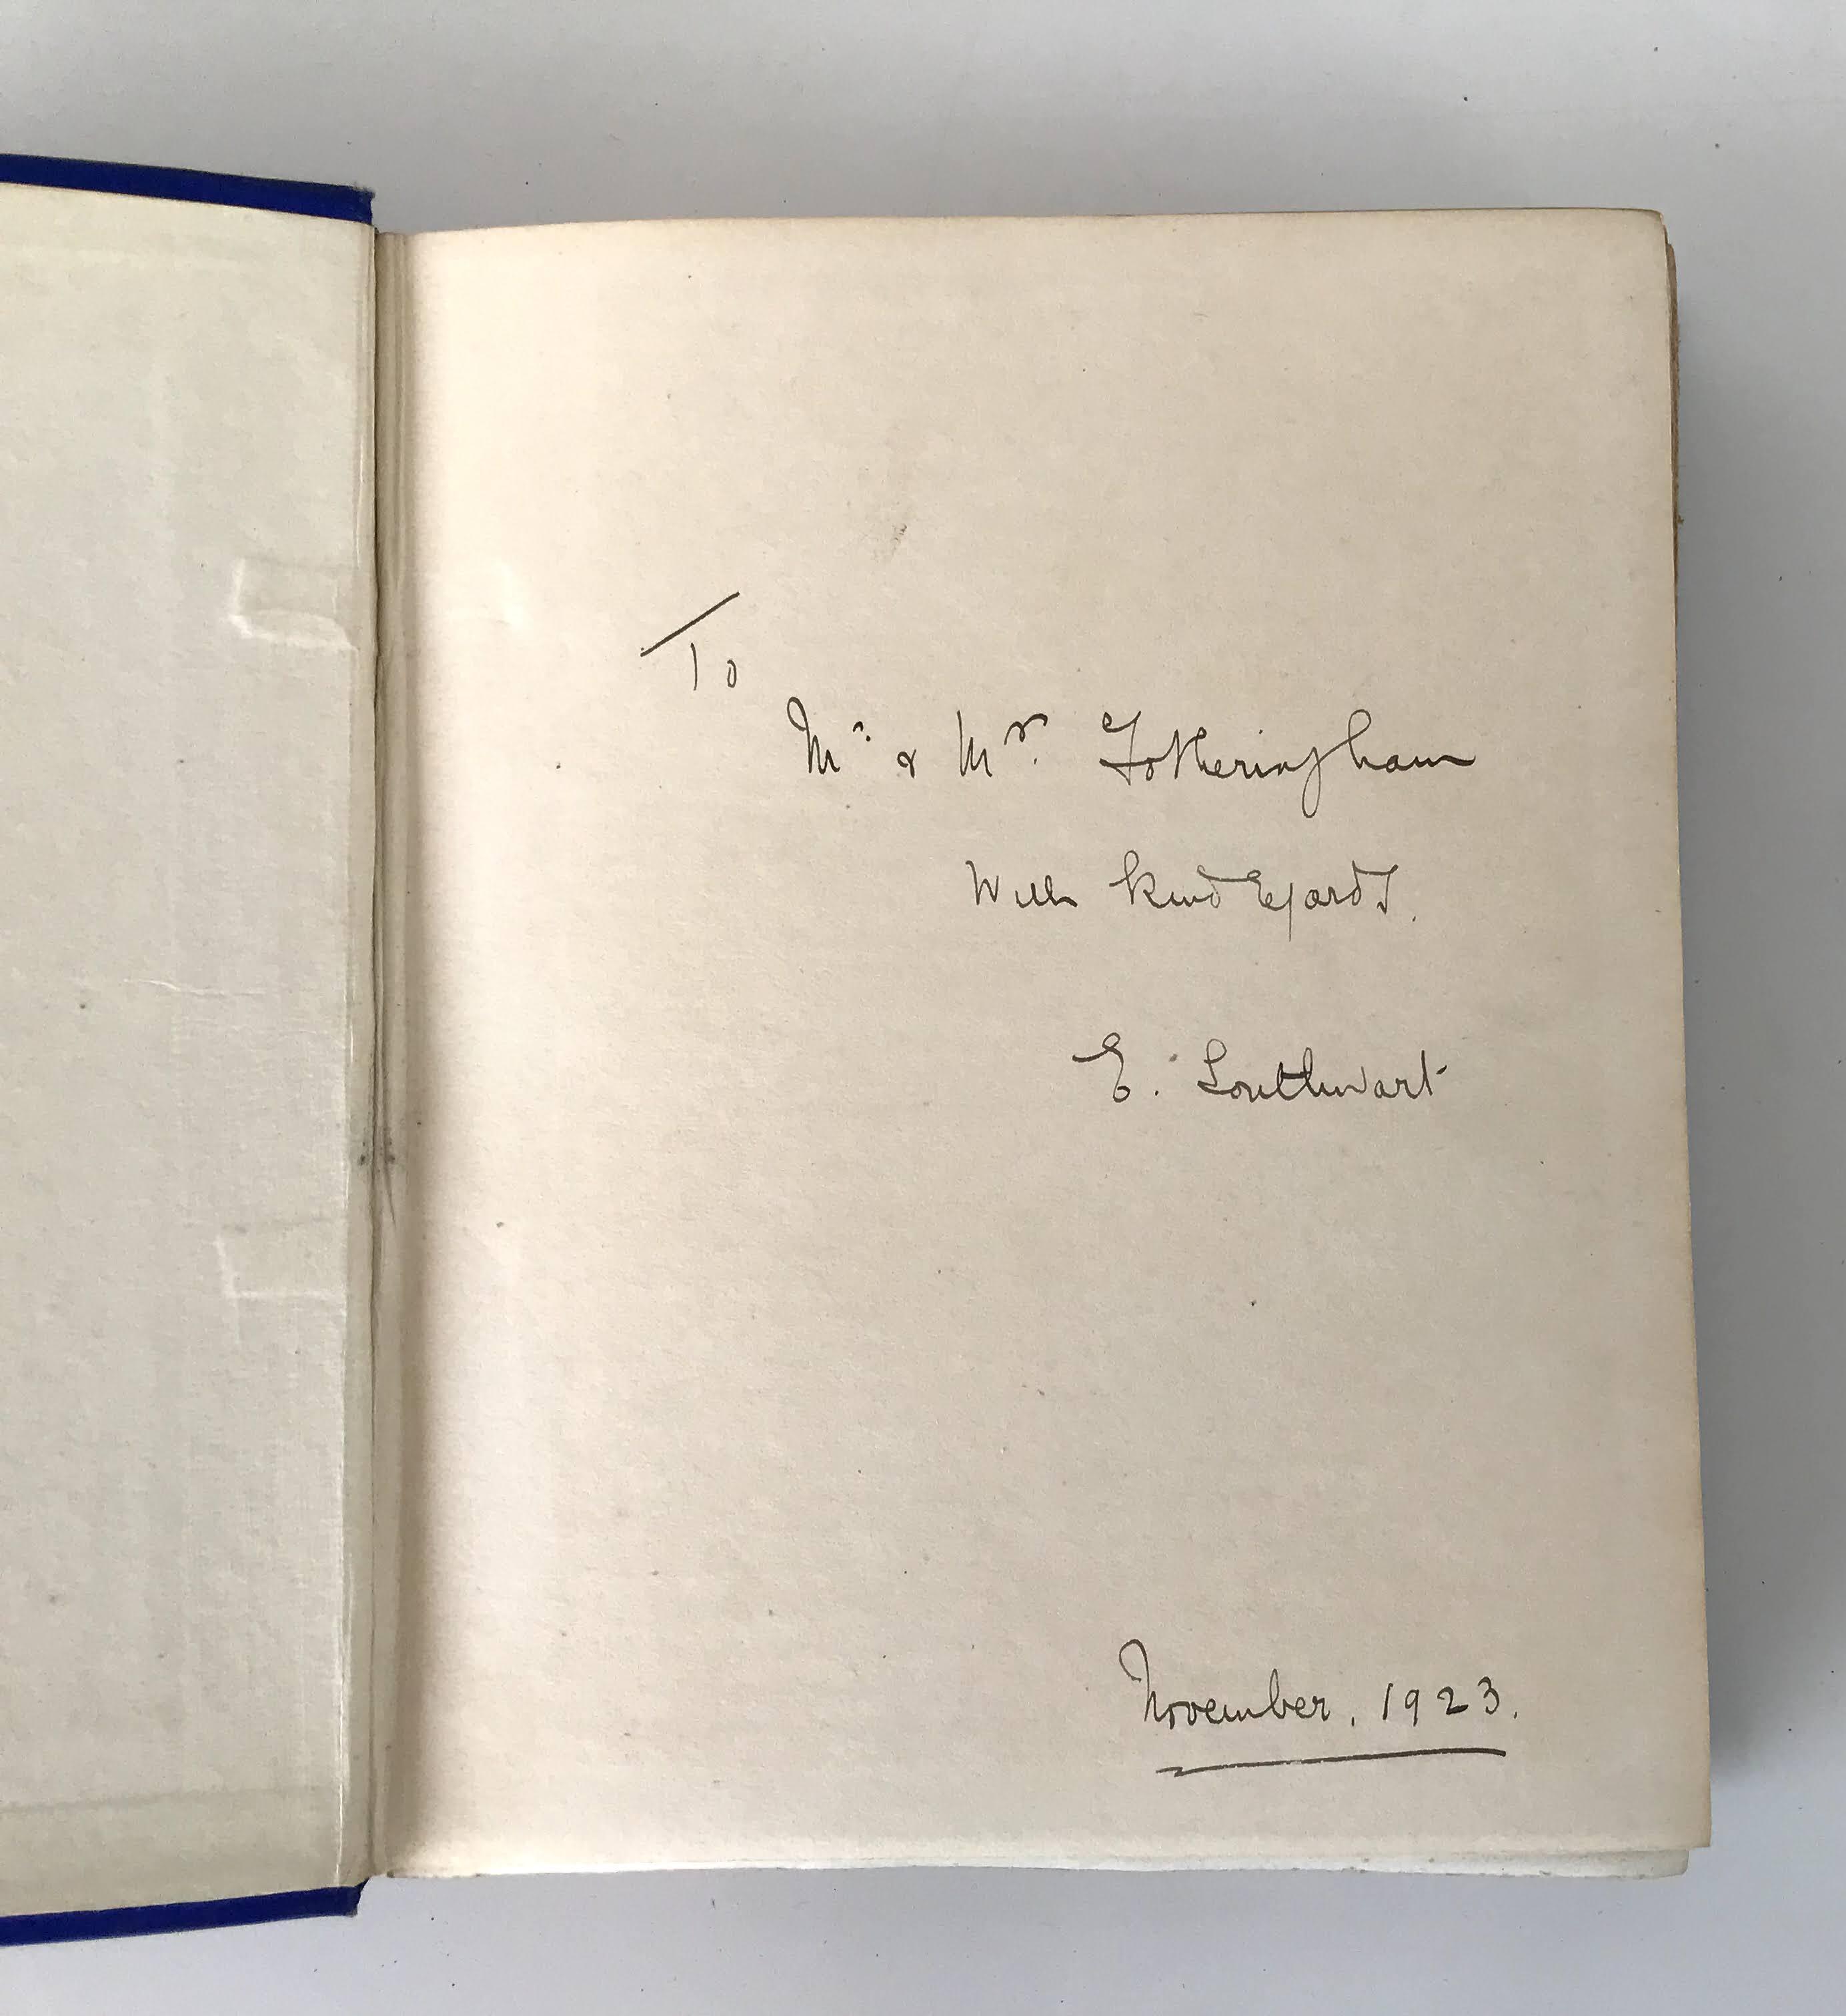 To
Mr & Mrs. Fotheringham
With kind regards.
E. Southwart
November, 1923.